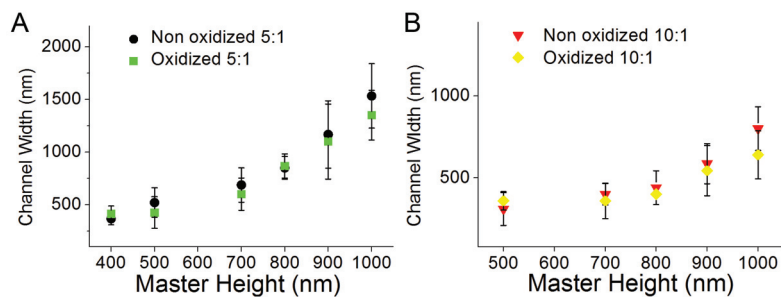 A
Non oxidized 5:1
Oxidized 5:1
2000
1500
1000
500
Channel Width (nm)
400 500 600 700 800 900 1000
Master Height (nm)
B
Non oxidized 10:1
Oxidized 10:1
1000
500
Channel Width (nm)
500 600 700 800 900 1000
Master Height (nm)